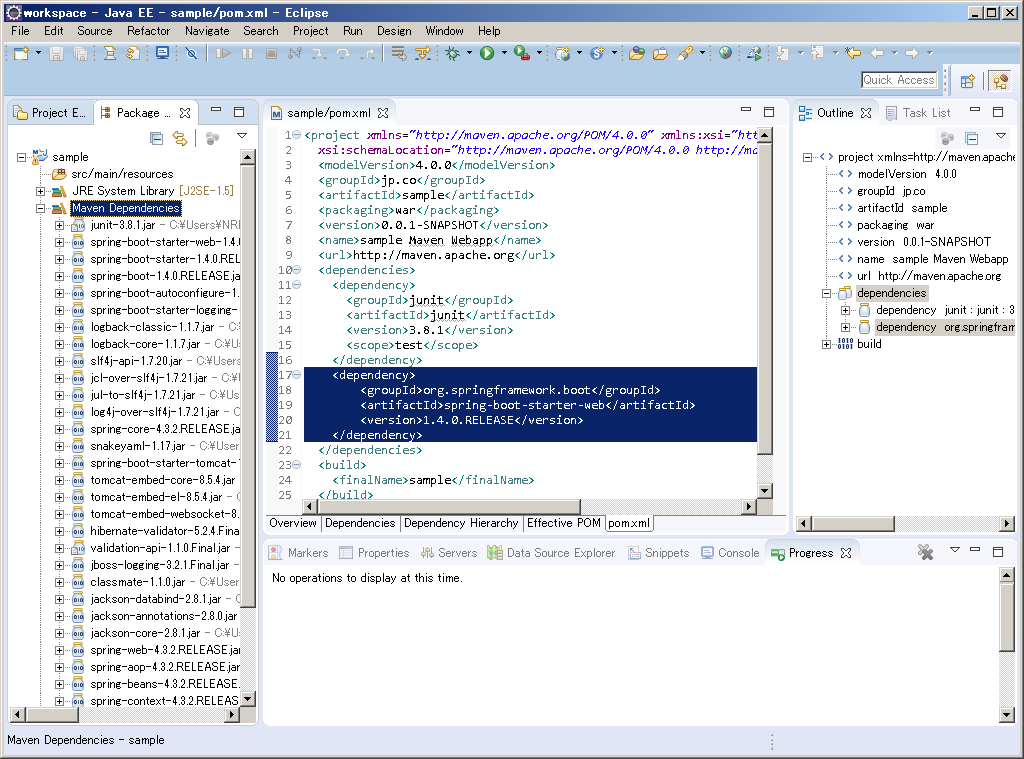 workspace - Java EE - sample/pom.xml - Eclipse
File Edit Source Refactor Navigate Search Project Run Design Window Help
Quick Access
Project E... Package ...
sample
src/main/resources
JRE System Library [J2SE-1.5]
Maven Dependencies
junit-3.8.1.jar - C:¥Users¥NRI
spring-boot-starter-web-1.4.
spring-boot-starter-1.4.0.REL
spring-boot-1.4.0.RELEASE.ja
spring-boot-autoconfigure-1.
spring-boot-starter-logging-
logback-classic-1.1.7.jar - C:
logback-core-1.1.7.jar - C:¥U
slf4j-api-1.7.20.jar - C:¥Users
jcl-over-slf4j-1.7.21.jar - C:¥
jul-to-slf4j-1.7.21.jar - C:¥Us
log4j-over-slf4j-1.7.21.jar - C
spring-core-4.3.2.RELEASE.jar
snakeyaml-1.17.jar - C:¥User
spring-boot-starter-tomcat-
tomcat-embed-core-8.5.4.jar
tomcat-embed-el-8.5.4.jar -
tomcat-embed-websocket-8.
hibernate-validator-5.2.4.Fina
validation-api-1.1.0.Final.jar -
jboss-logging-3.2.1.Final.jar -
classmate-1.1.0.jar - C:¥User
jackson-databind-2.8.1.jar -
jackson-annotations-2.8.0.jar
jackson-core-2.8.1.jar - C:¥U
spring-web-4.3.2.RELEASE.jar
spring-aop-4.3.2.RELEASE.jar
spring-beans-4.3.2.RELEASE.
spring-context-4.3.2.RELEAS
sample/pom.xml
1 <project xmlns="http://maven.apache.org/POM/4.0.0" xmlns:xsi="htt
2 xsi:schemaLocation="http://maven.apache.org/POM/4.0.0 http://ma
3 <modelVersion>4.0.0</modelVersion>
4 <groupId>jp.co</groupId>
5 <artifactId>sample</artifactId>
6 <packaging>war</packaging>
7 <version>0.0.1-SNAPSHOT</version>
8 <name>sample Maven Webapp</name>
9 <url>http://maven.apache.org</url>
10 <dependencies>
11 <dependency>
12 <groupId>junit</groupId>
13 <artifactId>junit</artifactId>
14 <version>3.8.1</version>
15 <scope>test</scope>
16 </dependency>
17 <dependency>
18 <groupId>org.springframework.boot</groupId>
19 <artifactId>spring-boot-starter-web</artifactId>
20 <version>1.4.0.RELEASE</version>
21 </dependency>
22 </dependencies>
23 <build>
24 <finalName>sample</finalName>
25 </build>
Overview Dependencies Dependency Hierarchy Effective POM pom.xml
Outline Task List
project xmlns=http://maven.apache
modelVersion 4.0.0
groupId jp.co
artifactId sample
packaging war
version 0.0.1-SNAPSHOT
name sample Maven Webapp
url http://maven.apache.org
dependencies
dependency junit : junit : 3
dependency org.springfram
build
Markers Properties Servers Data Source Explorer Snippets Console Progress
No operations to display at this time.
Maven Dependencies - sample